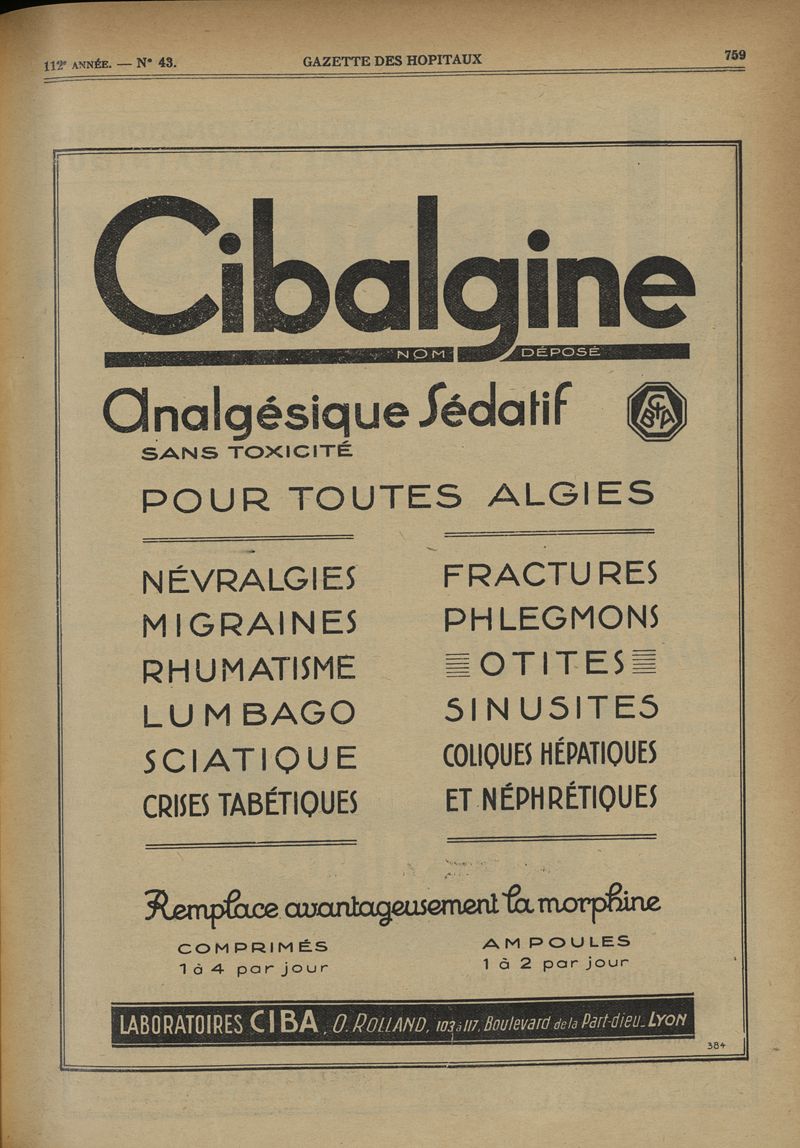 112e ANNÉE. — N° 43.
GAZETTE DES HOPITAUX
759
Cibalgine
NOM DÉPOSÉ
Analgésique Sédatif
CIBA
SANS TOXICITÉ
POUR TOUTES ALGIES
NÉVRALGIES
MIGRAINES
RHUMATISME
LUMBAGO
SCIATIQUE
CRISES TABÉTIQUES
FRACTURES
PHLEGMONS
OTITES
SINUSITES
COLIQUES HÉPATIQUES
ET NÉPHRÉTIQUES
Remplace avantageusement la morphine
COMPRIMÉS
1 à 4 par jour
AMPOULES
1 à 2 par jour
LABORATOIRES CIBA, O. ROLLAND, 103 à 117, Boulevard de la Part-dieu_ LYON
384